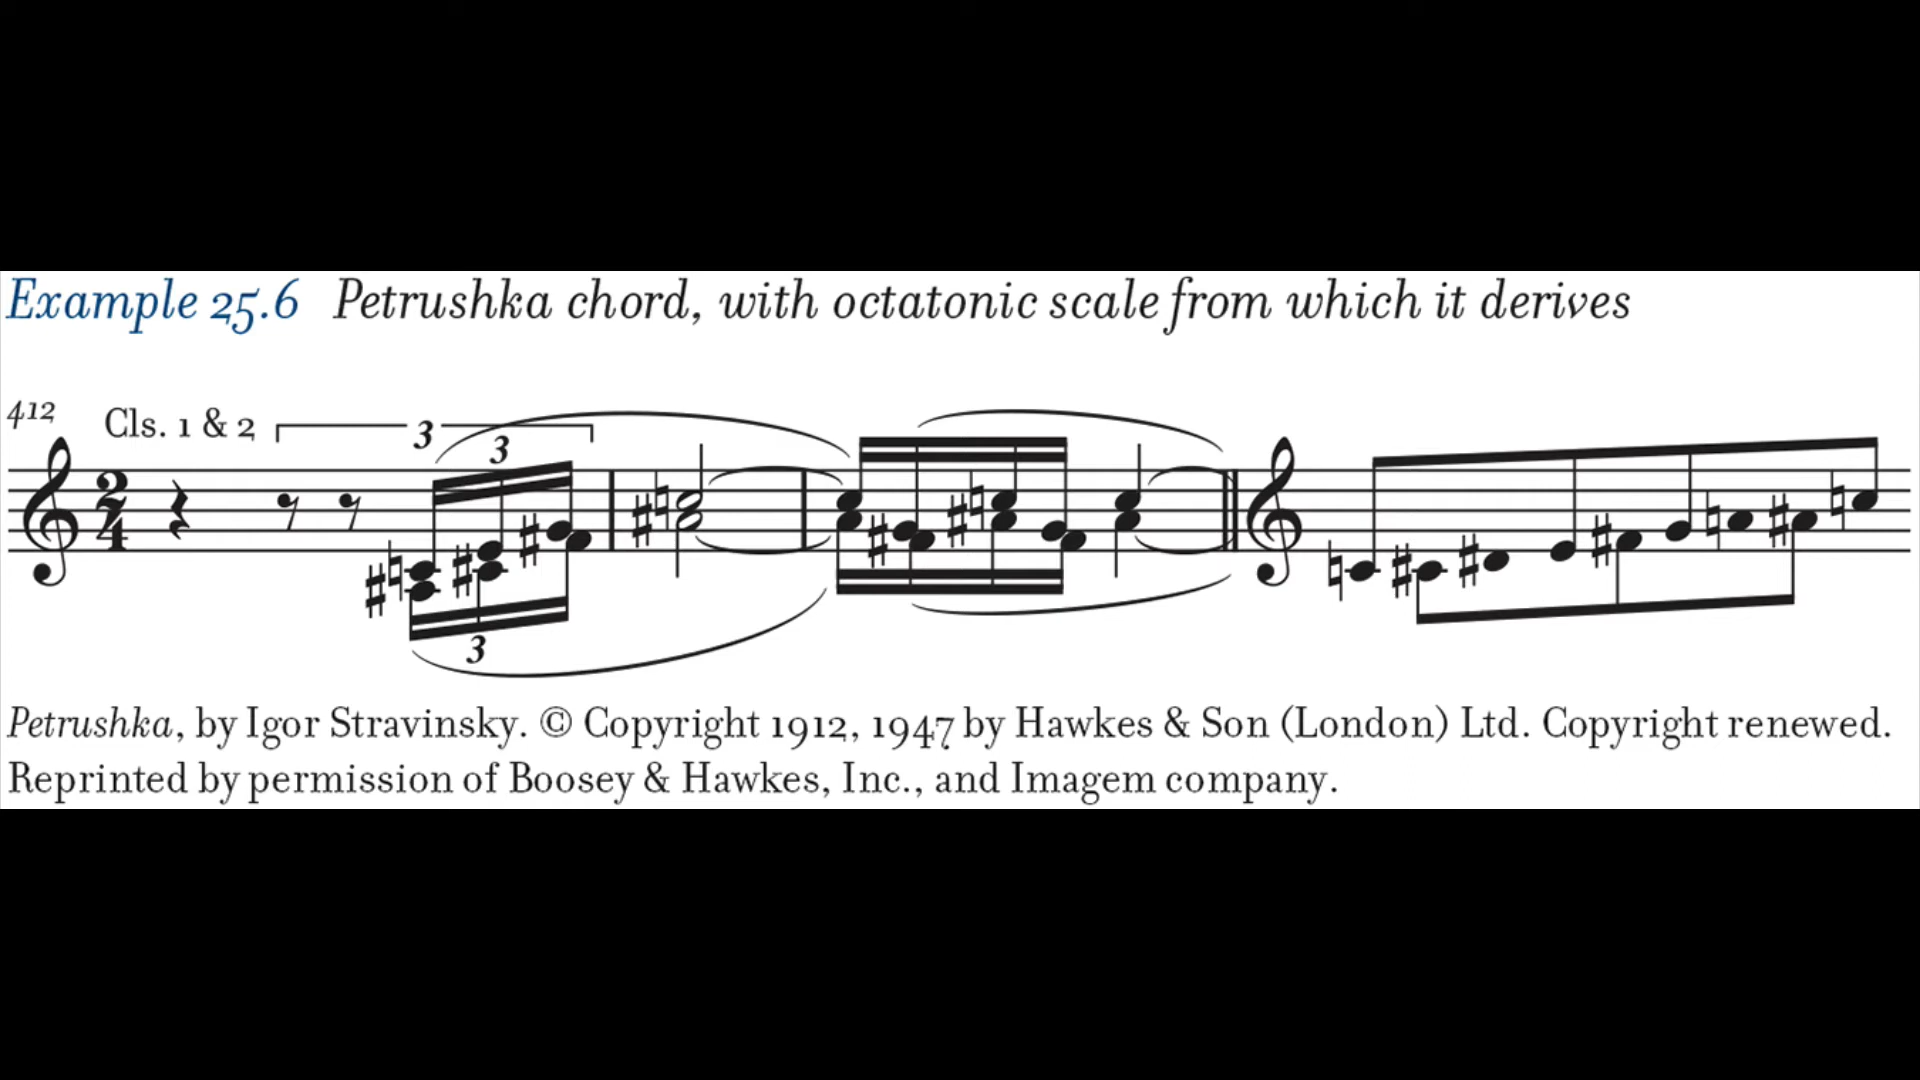 Example 25.6 Petrushka chord, with octatonic scale from which it derives
412
Cls. 1 & 2
3
3
2
4
3
Petrushka, by Igor Stravinsky. © Copyright 1912, 1947 by Hawkes & Son (London) Ltd. Copyright renewed.
Reprinted by permission of Boosey & Hawkes, Inc., and Imagem company.